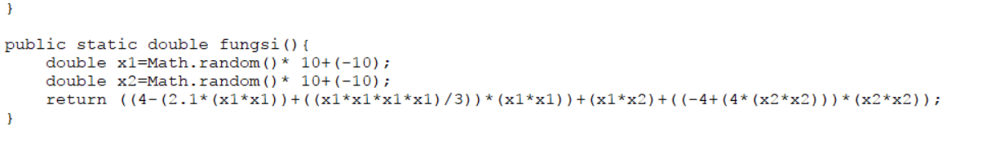 }
public static double fungsi(){
    double x1=Math.random()* 10+(-10);
    double x2=Math.random()* 10+(-10);
    return ((4-(2.1*(x1*x1))+((x1*x1*x1*x1)/3))*(x1*x1))+(x1*x2)+((-4+(4*(x2*x2)))*(x2*x2));
}